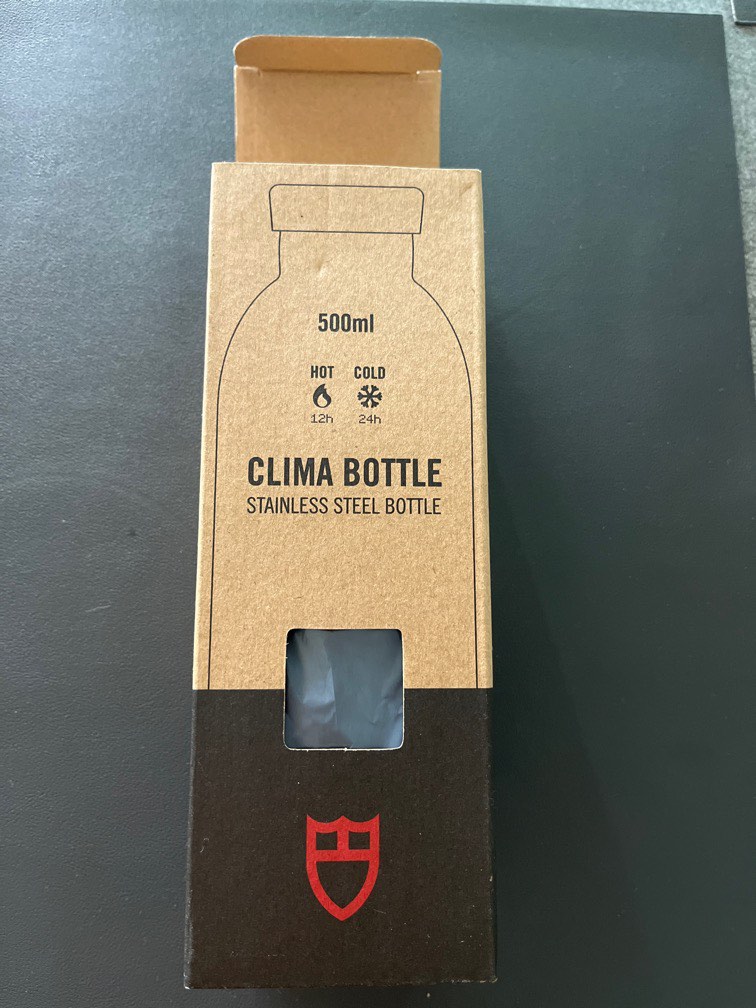 500ml
HOT COLD
12h 24h
CLIMA BOTTLE
STAINLESS STEEL BOTTLE